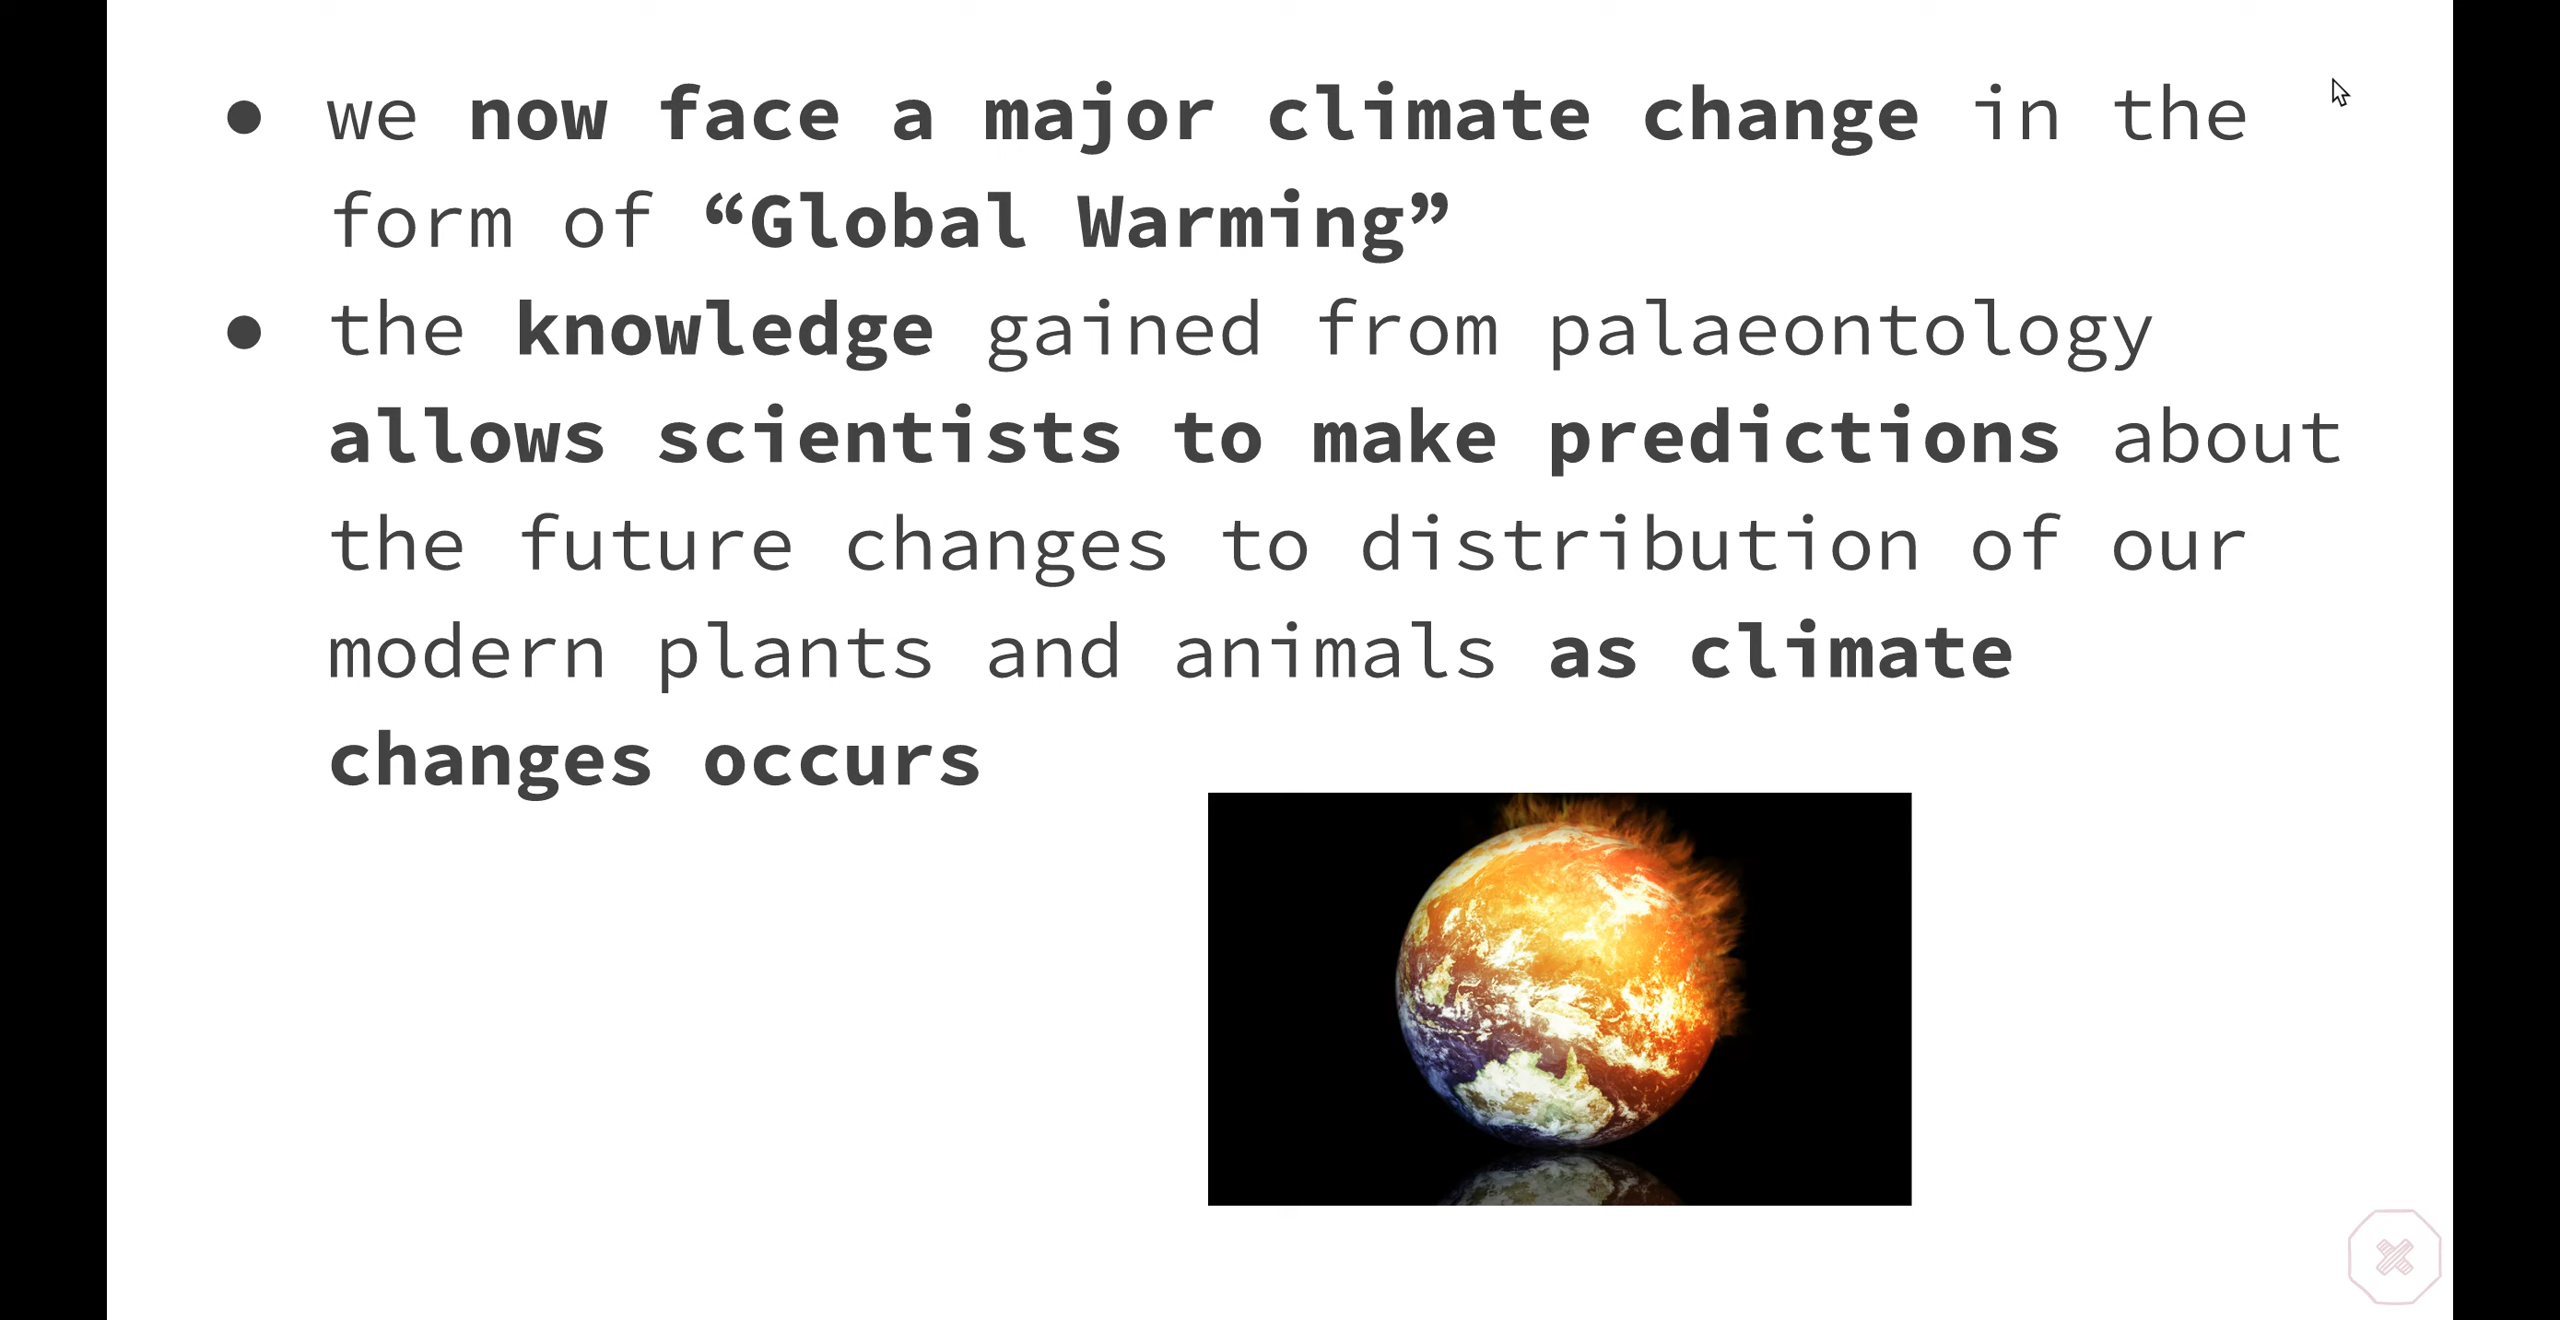 ● we now face a major climate change in the
form of “Global Warming”
● the knowledge gained from palaeontology
allows scientists to make predictions about
the future changes to distribution of our
modern plants and animals as climate
changes occurs